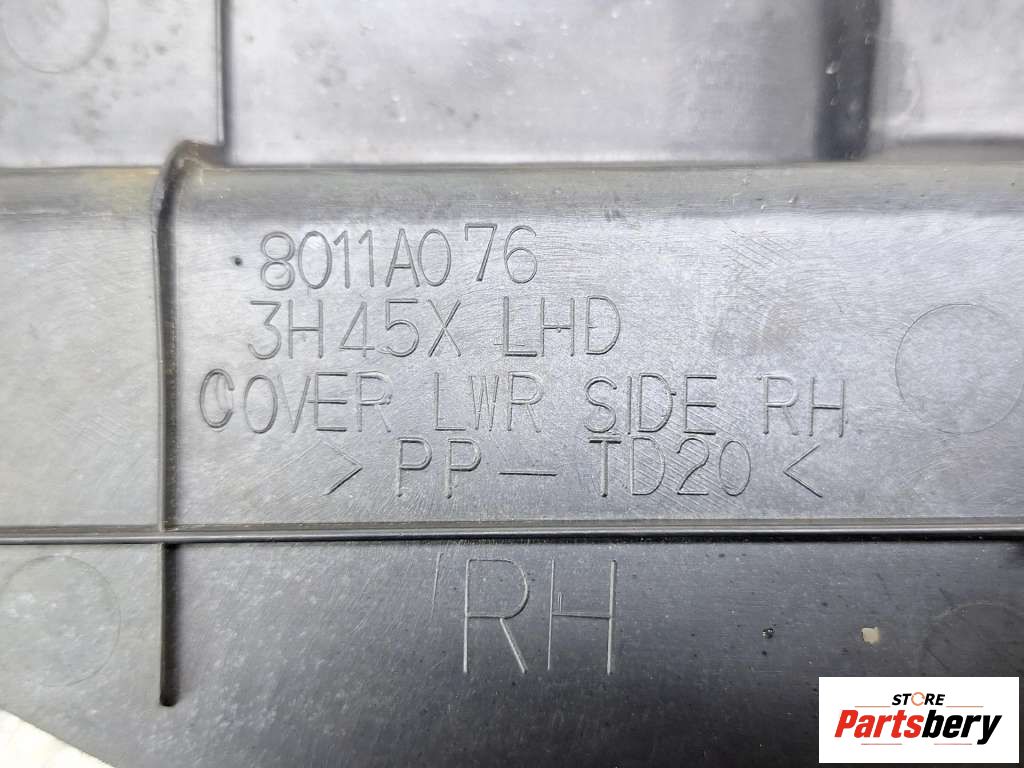 8011A076
3H45X LHD
COVER LWR SIDE RH
>PP-TD20<
RH
STORE
Partsbery